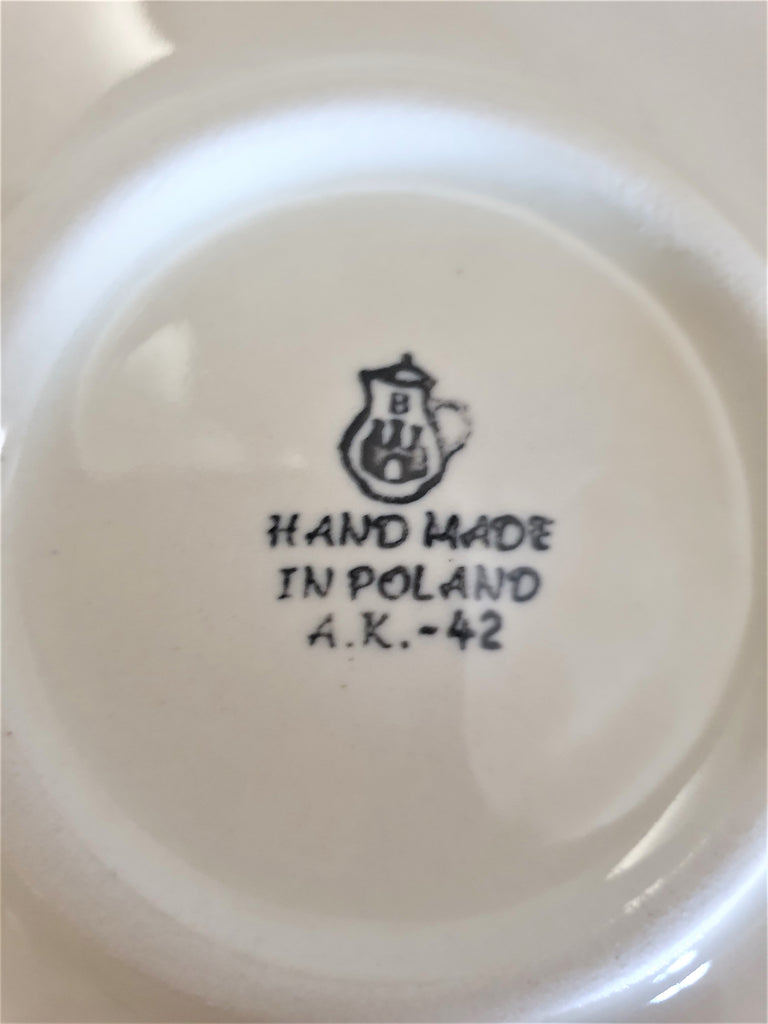 B
HAND MADE
IN POLAND
A.K.-42